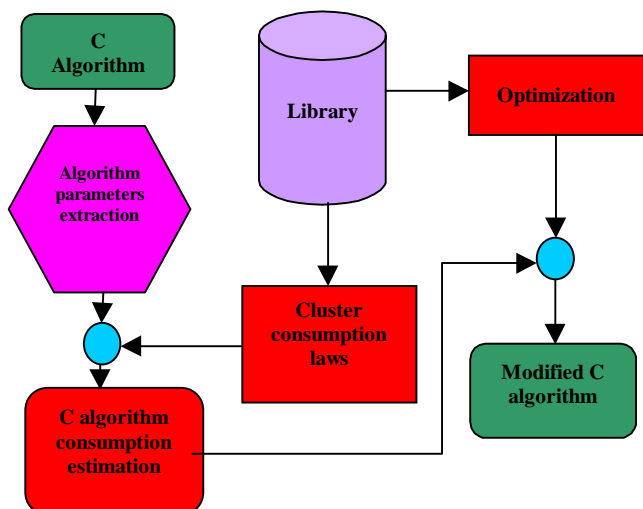 C
Algorithm
Library
Optimization
Algorithm
parameters
extraction
Cluster
consumption
laws
Modified C
algorithm
C algorithm
consumption
estimation